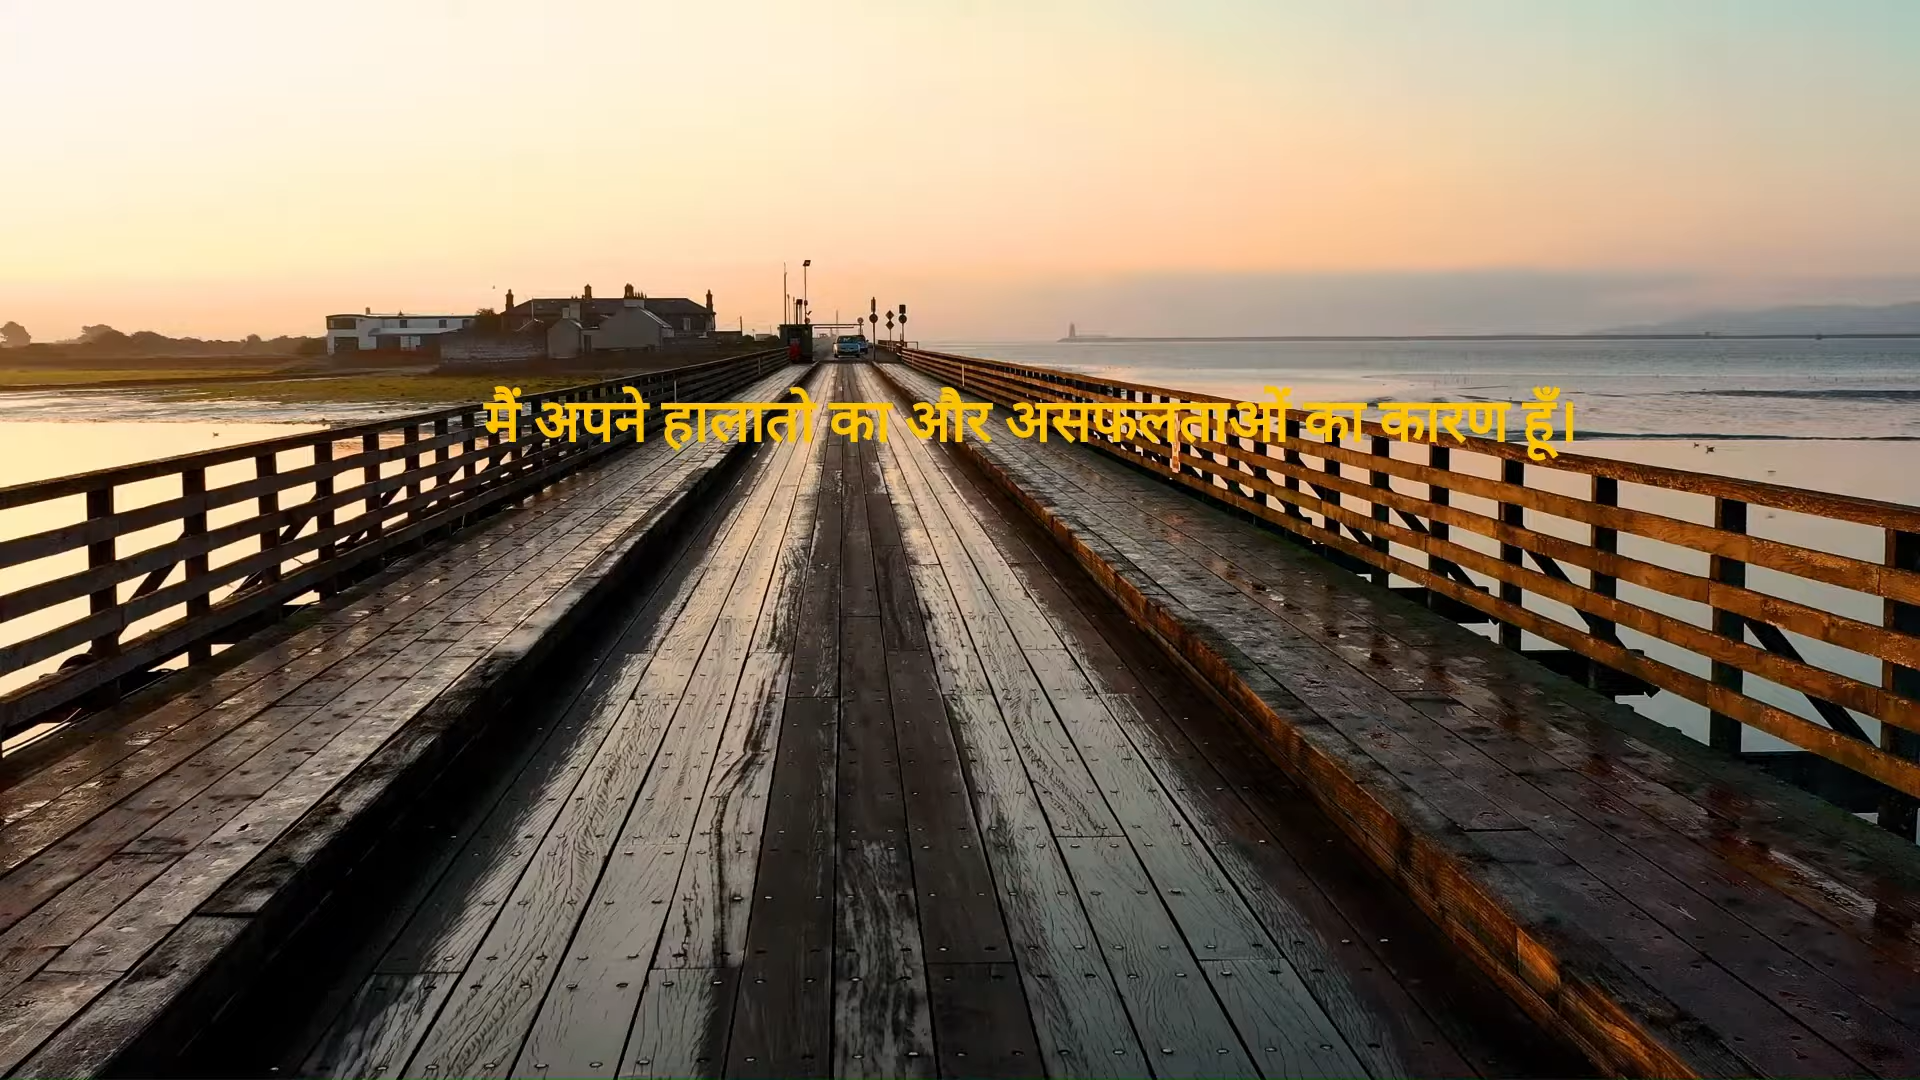 मैं अपने हालातो का और असफलताओं का कारण हूँ।